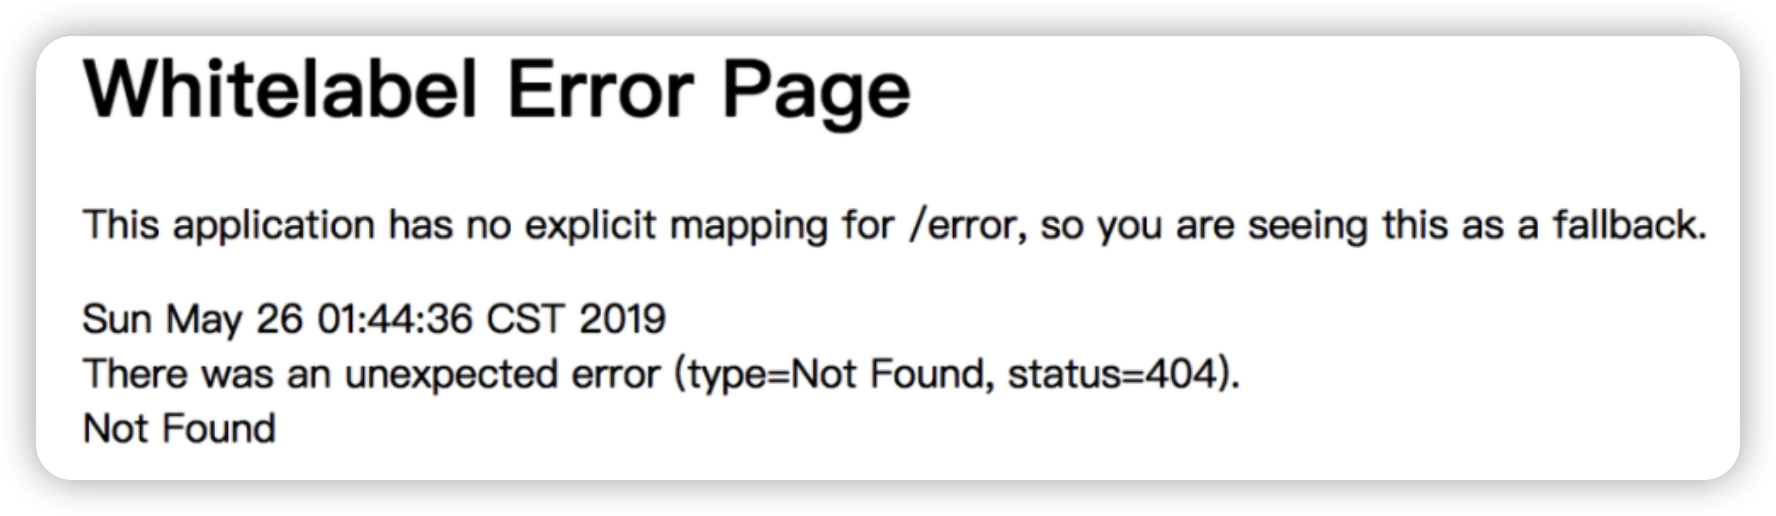 Whitelabel Error Page
This application has no explicit mapping for /error, so you are seeing this as a fallback.
Sun May 26 01:44:36 CST 2019
There was an unexpected error (type=Not Found, status=404).
Not Found